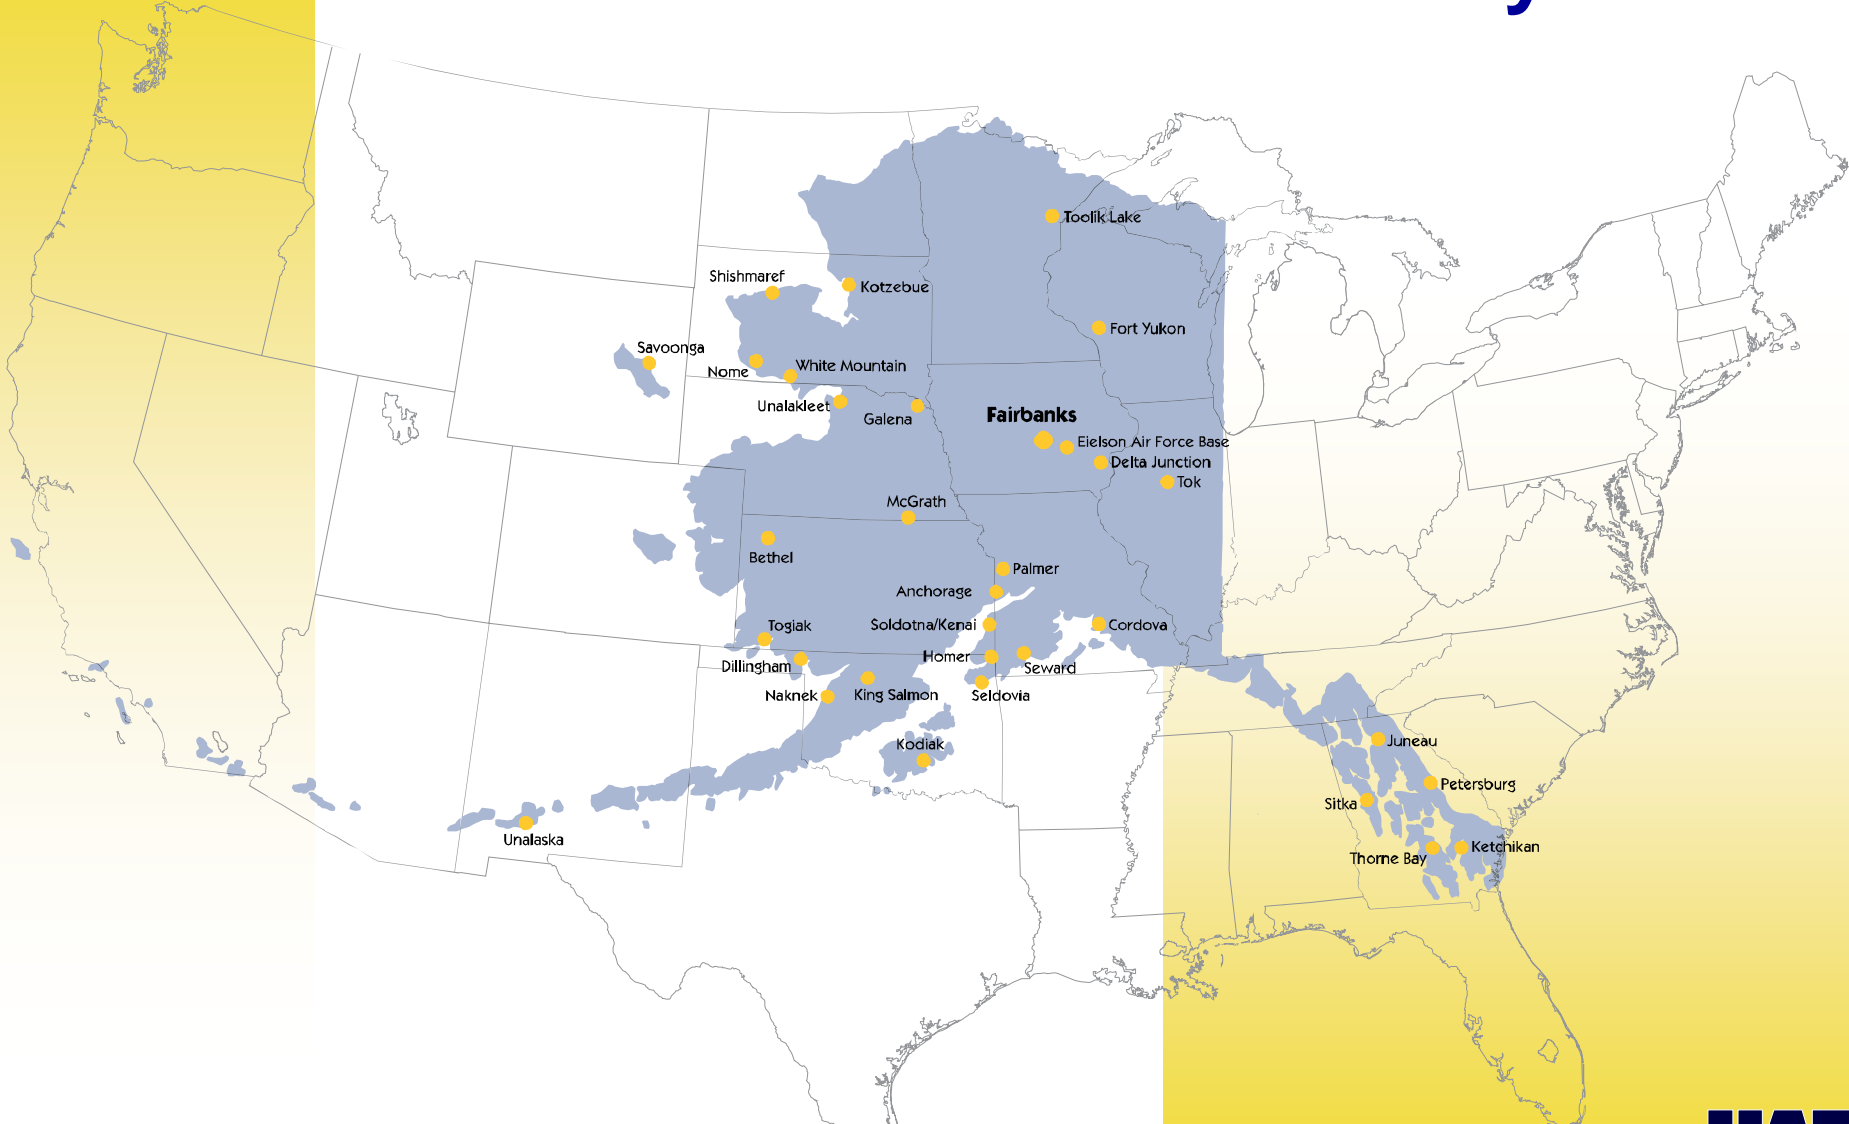 Toolik Lake
Shishmaref
Kotzebue
Fort Yukon
Savoonga
White Mountain
Nome
Unalakleet
Galena
Fairbanks
Eielson Air Force Base
Delta Junction
Tok
McGrath
Bethel
Palmer
Anchorage
Togiak
Soldotna/Kenai
Cordova
Homer
Dillingham
Seward
Naknek
King Salmon
Seldovia
Kodiak
Juneau
Petersburg
Sitka
Unalaska
Ketchikan
Thorne Bay